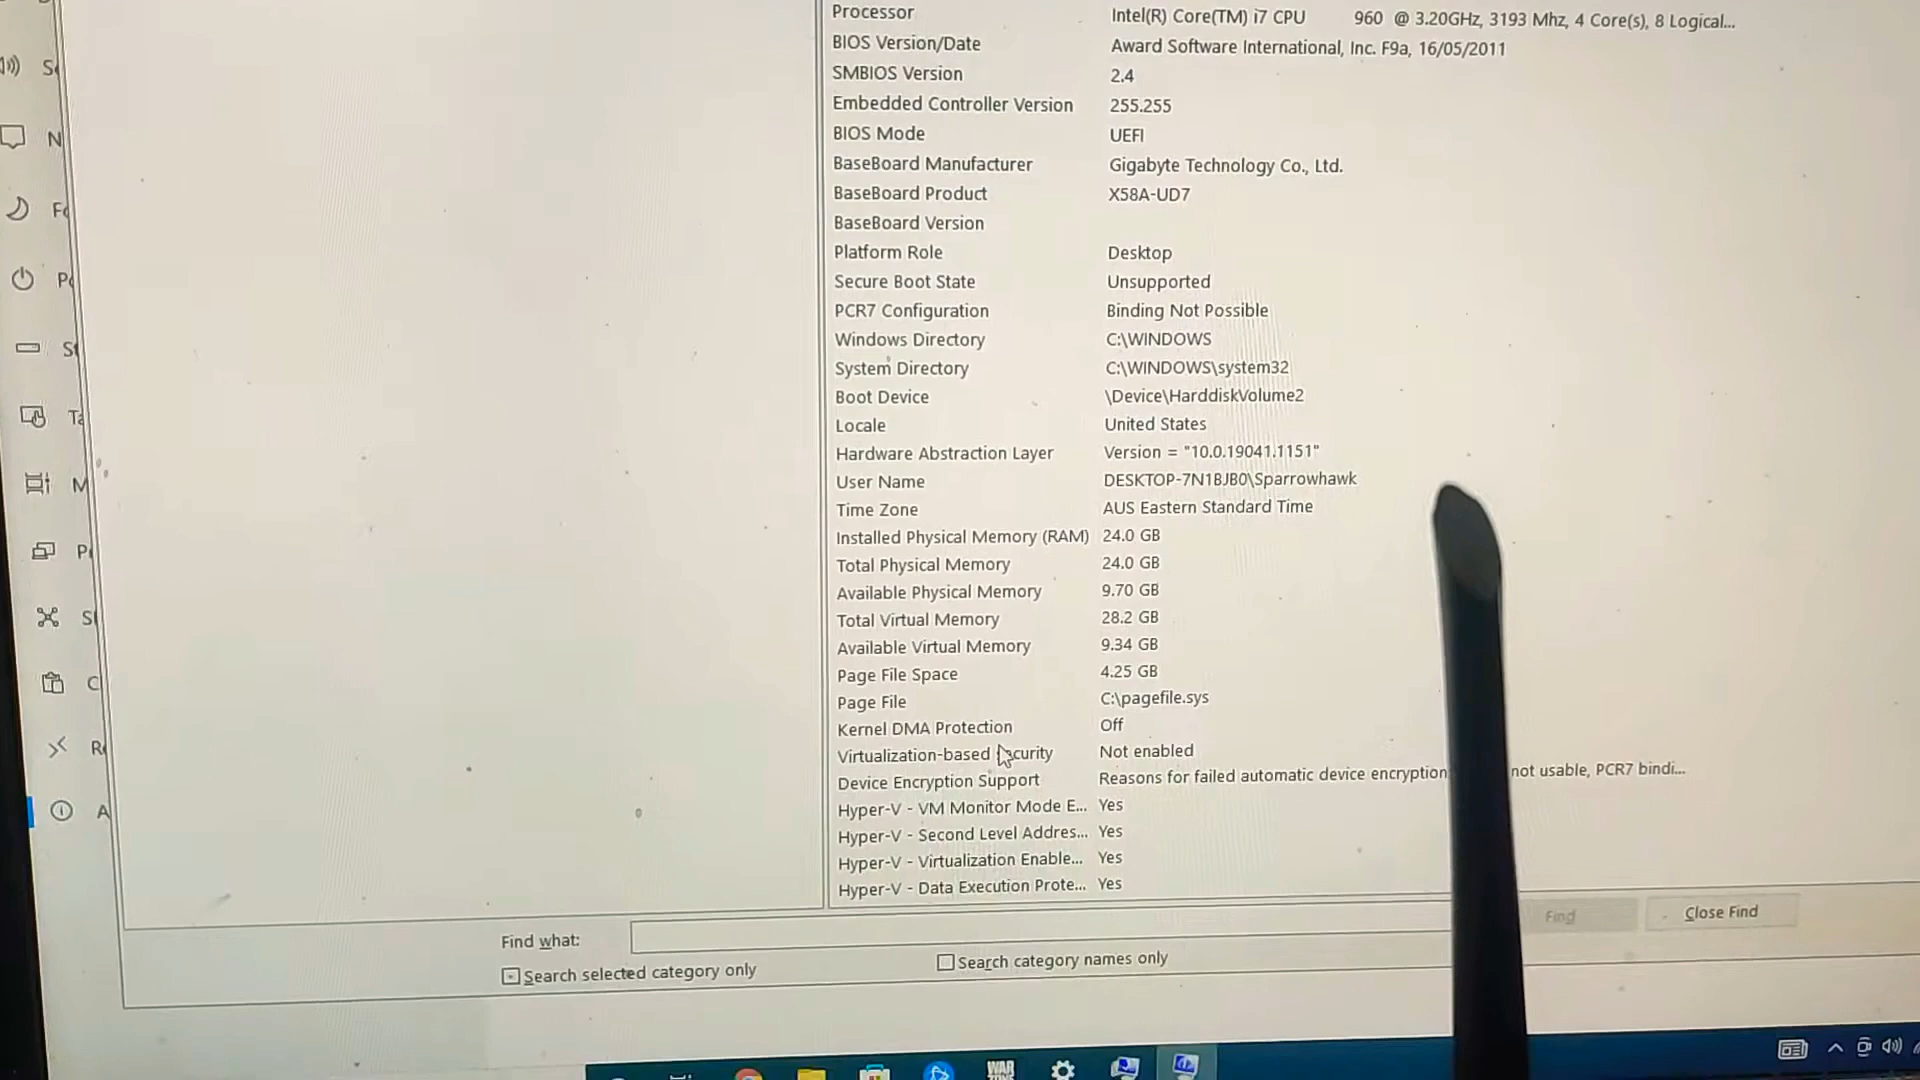 Processor Intel(R) Core(TM) i7 CPU 960 @ 3.20GHz, 3193 Mhz, 4 Core(s), 8 Logical...
BIOS Version/Date Award Software International, Inc. F9a, 16/05/2011
SMBIOS Version 2.4
Embedded Controller Version 255.255
BIOS Mode UEFI
BaseBoard Manufacturer Gigabyte Technology Co., Ltd.
BaseBoard Product X58A-UD7
BaseBoard Version
Platform Role Desktop
Secure Boot State Unsupported
PCR7 Configuration Binding Not Possible
Windows Directory C:\WINDOWS
System Directory C:\WINDOWS\system32
Boot Device \Device\HarddiskVolume2
Locale United States
Hardware Abstraction Layer Version = "10.0.19041.1151"
User Name DESKTOP-7N1BJB0\Sparrowhawk
Time Zone AUS Eastern Standard Time
Installed Physical Memory (RAM) 24.0 GB
Total Physical Memory 24.0 GB
Available Physical Memory 9.70 GB
Total Virtual Memory 28.2 GB
Available Virtual Memory 9.34 GB
Page File Space 4.25 GB
Page File C:\pagefile.sys
Kernel DMA Protection Off
Virtualization-based Security Not enabled
Device Encryption Support Reasons for failed automatic device encryption not usable, PCR7 bindi...
Hyper-V - VM Monitor Mode E... Yes
Hyper-V - Second Level Addres... Yes
Hyper-V - Virtualization Enable... Yes
Hyper-V - Data Execution Prote... Yes
Find what:
Find
Close Find
Search selected category only
Search category names only
WAR